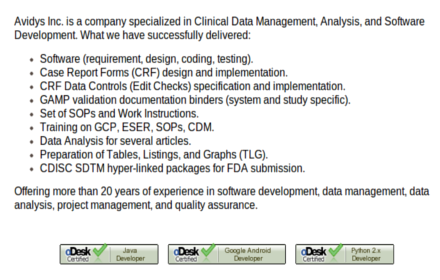 Avidys Inc. is a company specialized in Clinical Data Management, Analysis, and Software
Development. What we have successfully delivered:
• Software (requirement, design, coding, testing).
• Case Report Forms (CRF) design and implementation.
• CRF Data Controls (Edit Checks) specification and implementation.
• GAMP validation documentation binders (system and study specific).
• Set of SOPs and Work Instructions.
• Training on GCP, ESER, SOPs, CDM.
• Data Analysis for several articles.
• Preparation of Tables, Listings, and Graphs (TLG).
• CDISC SDTM hyper-linked packages for FDA submission.
Offering more than 20 years of experience in software development, data management, data
analysis, project management, and quality assurance.
oDesk Certified Java Developer
oDesk Certified Google Android Developer
oDesk Certified Python 2.x Developer